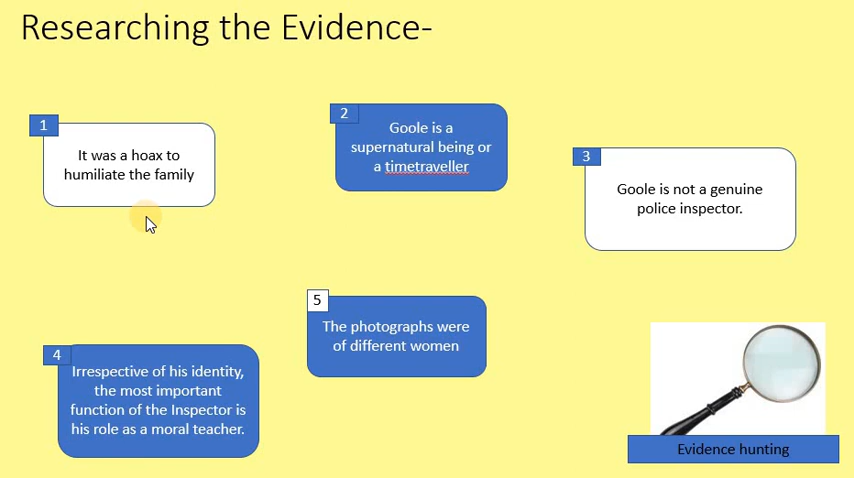 Researching the Evidence-
1
It was a hoax to
humiliate the family
2
Goole is a
supernatural being or
a timetraveller
3
Goole is not a genuine
police inspector.
4
Irrespective of his identity,
the most important
function of the Inspector is
his role as a moral teacher.
5
The photographs were
of different women
Evidence hunting